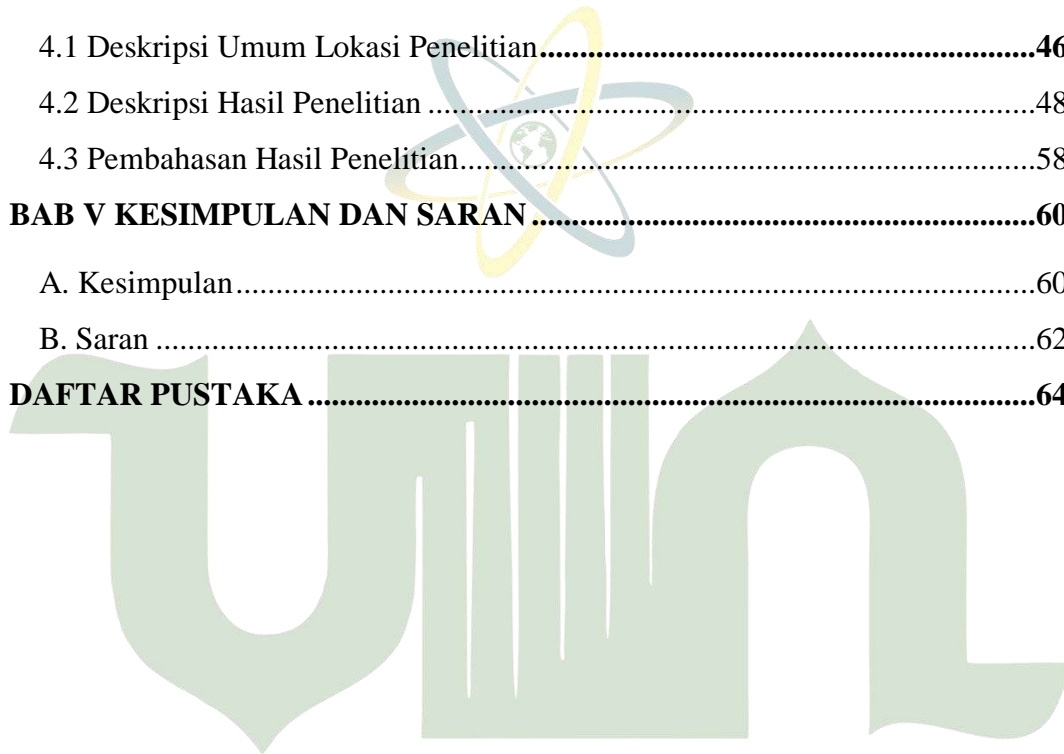 4.1 Deskripsi Umum Lokasi Penelitian.....................................................................46
4.2 Deskripsi Hasil Penelitian .....................................................................48
4.3 Pembahasan Hasil Penelitian.....................................................................58
BAB V KESIMPULAN DAN SARAN .....................................................................60
A. Kesimpulan.....................................................................60
B. Saran .....................................................................62
DAFTAR PUSTAKA .....................................................................64
UIN